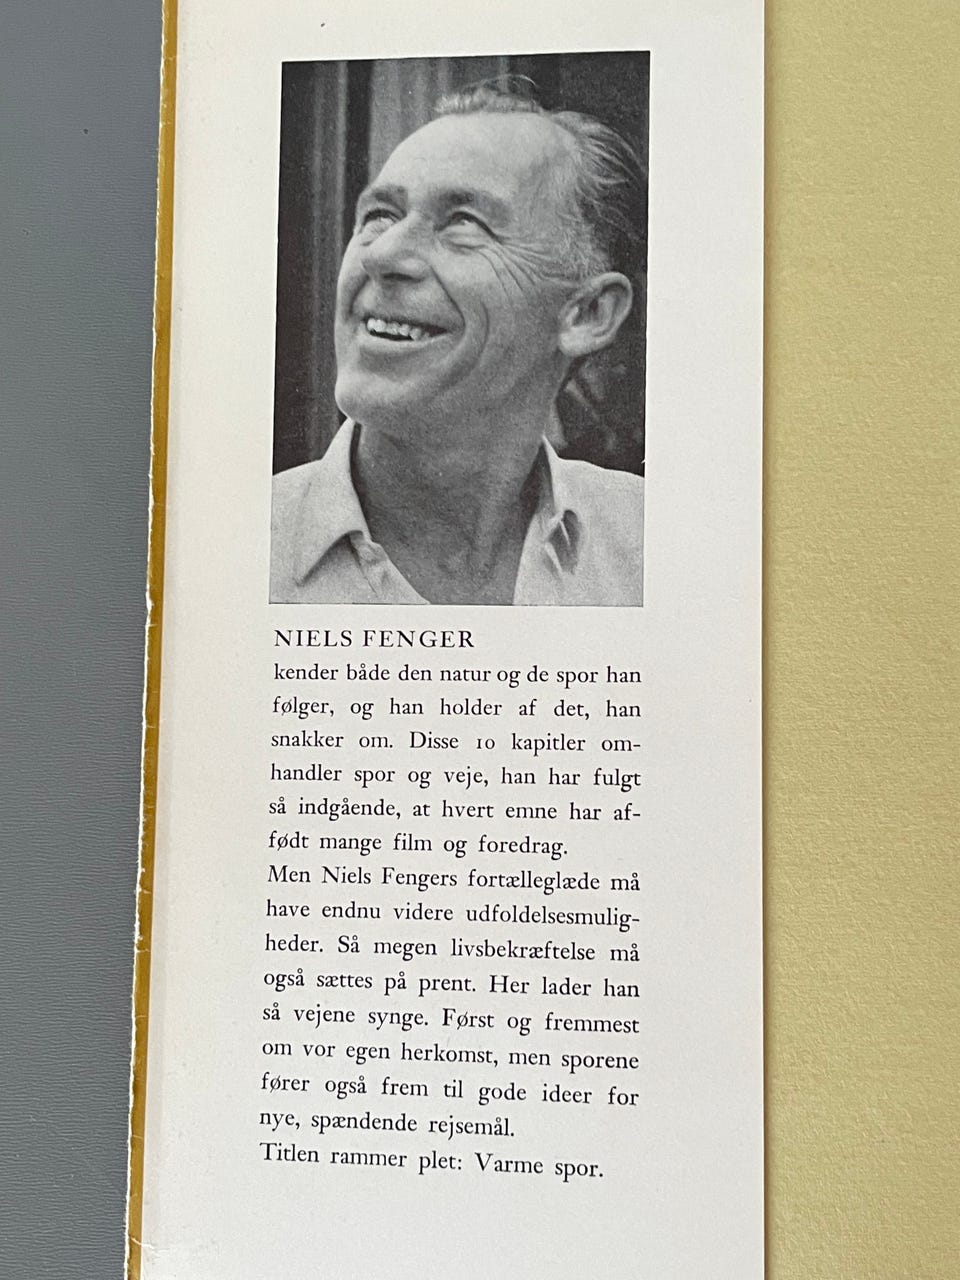 NIELS FENGER
kender både den natur og de spor han
følger, og han holder af det, han
snakker om. Disse 10 kapitler om-
handler spor og veje, han har fulgt
så indgående, at hvert emne har af-
født mange film og foredrag.
Men Niels Fengers fortælleglæde må
have endnu videre udfoldelsesmulig-
heder. Så megen livsbekræftelse må
også sættes på prent. Her lader han
så vejene synge. Først og fremmest
om vor egen herkomst, men sporene
fører også frem til gode ideer for
nye, spændende rejsemål.
Titlen rammer plet: Varme spor.